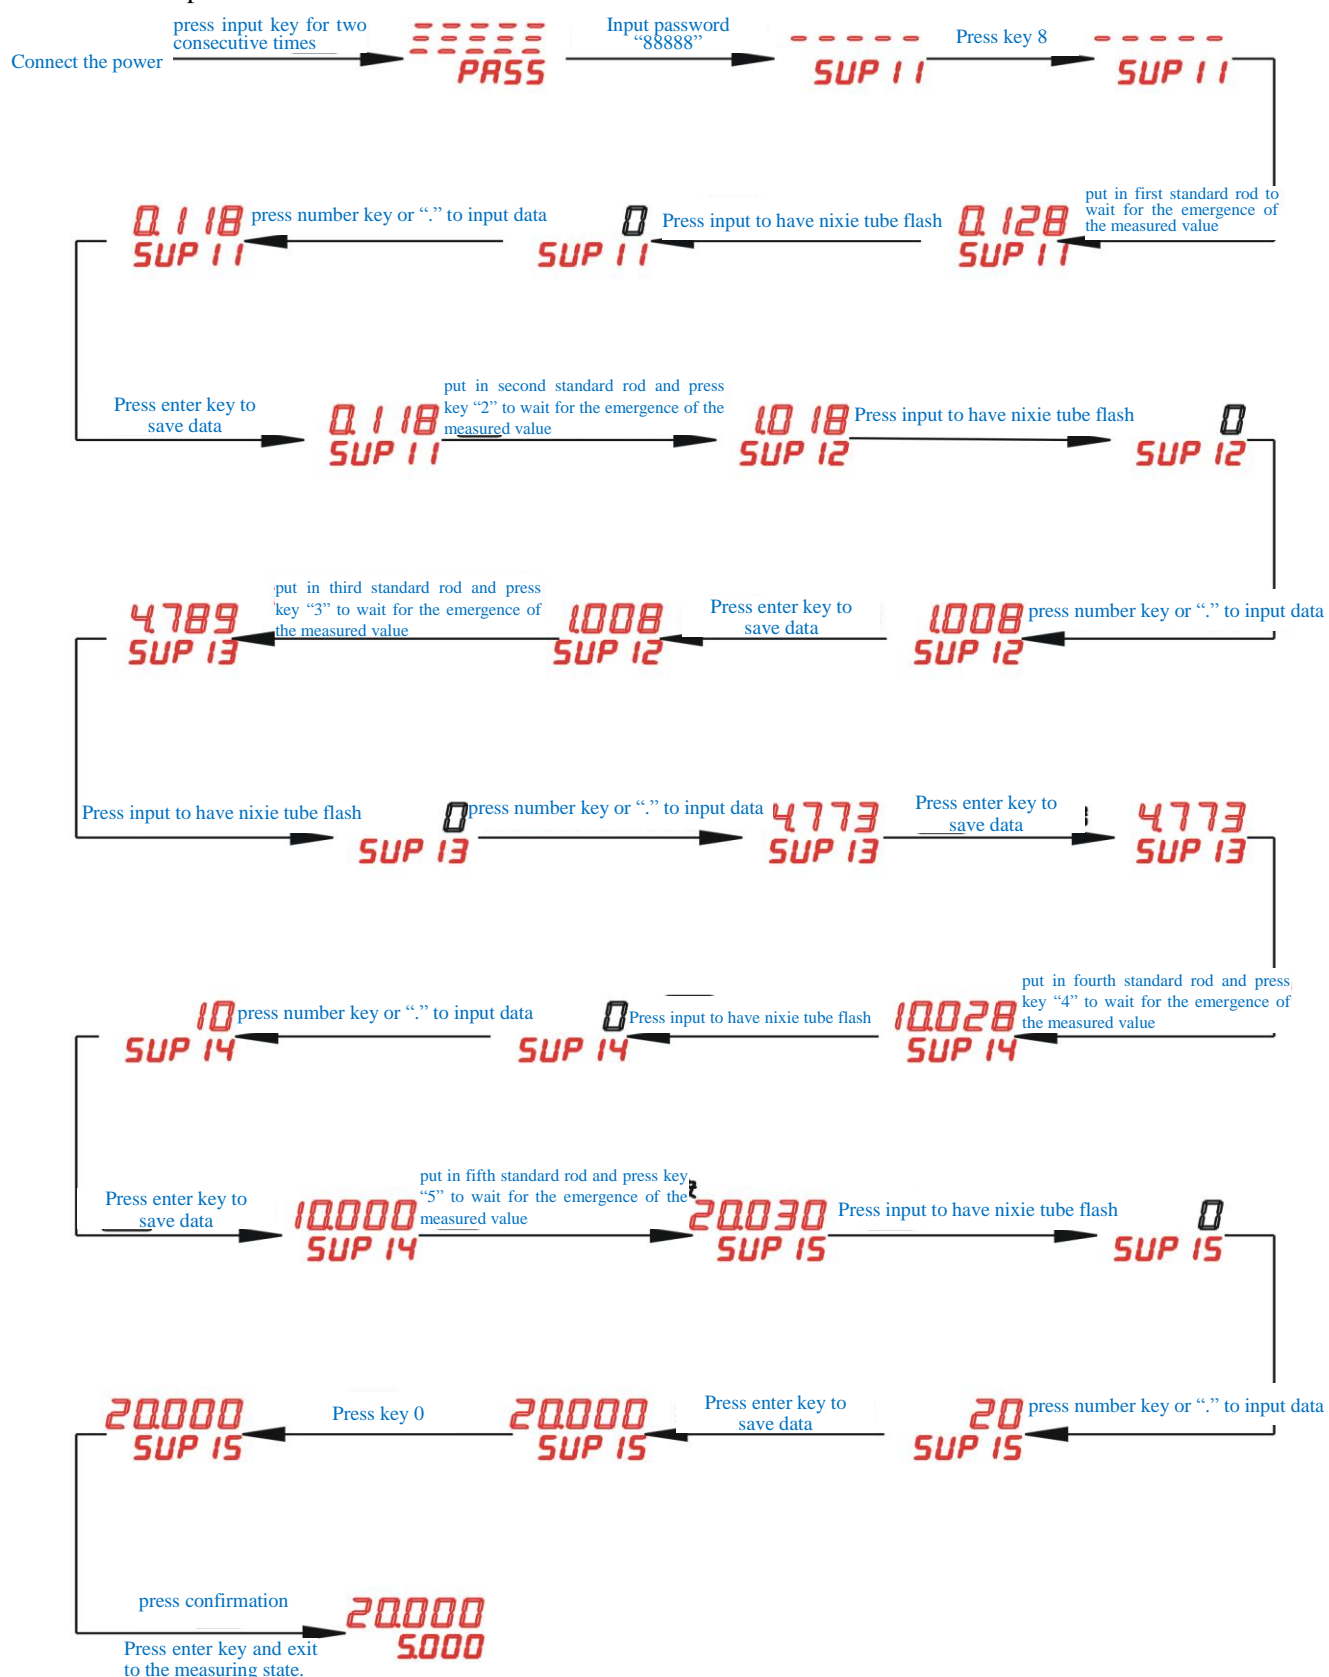 press input key for two
consecutive times
Connect the power
PASS
Input password
“88888”
- - - - -
SUP 11
Press key 8
- - - - -
SUP 11
put in first standard rod to
wait for the emergence of
the measured value
0.128
SUP 11
Press input to have nixie tube flash
0
SUP 11
press number key or “.” to input data
0.118
SUP 11
Press enter key to
save data
0.118
SUP 11
put in second standard rod and press
key “2” to wait for the emergence of the
measured value
1.018
SUP 12
Press input to have nixie tube flash
0
SUP 12
press number key or “.” to input data
1.008
SUP 12
Press enter key to
save data
1.008
SUP 12
put in third standard rod and press
key “3” to wait for the emergence of
the measured value
4.789
SUP 13
Press input to have nixie tube flash
0
SUP 13
press number key or “.” to input data
4.773
SUP 13
Press enter key to
save data
4.773
SUP 13
put in fourth standard rod and press
key “4” to wait for the emergence of
the measured value
10.028
SUP 14
Press input to have nixie tube flash
0
SUP 14
press number key or “.” to input data
10
SUP 14
Press enter key to
save data
10.000
SUP 14
put in fifth standard rod and press key
“5” to wait for the emergence of the
measured value
20.030
SUP 15
Press input to have nixie tube flash
0
SUP 15
press number key or “.” to input data
20
SUP 15
Press enter key to
save data
20.000
SUP 15
Press key 0
20.000
SUP 15
press confirmation
Press enter key and exit
to the measuring state.
20.000
5.000